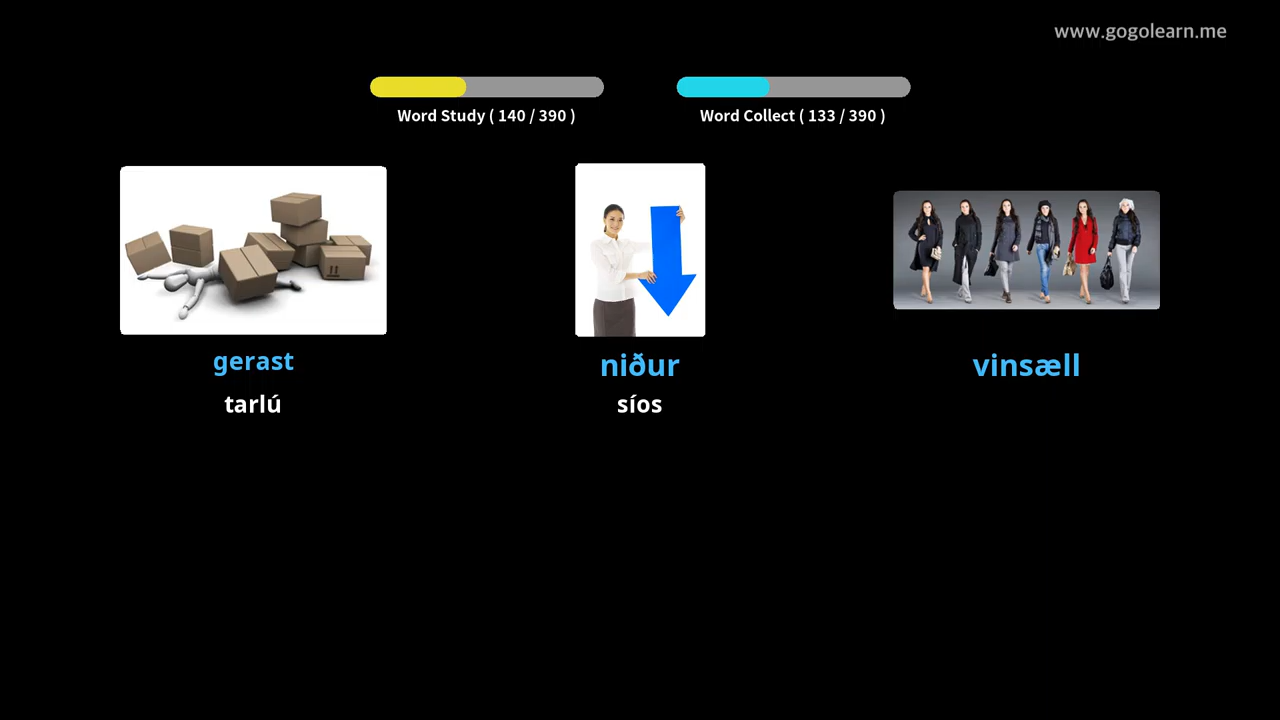 www.gogolearn.me
Word Study ( 140 / 390 )
Word Collect ( 133 / 390 )
gerast
niður
vinsæll
tarlú
síos